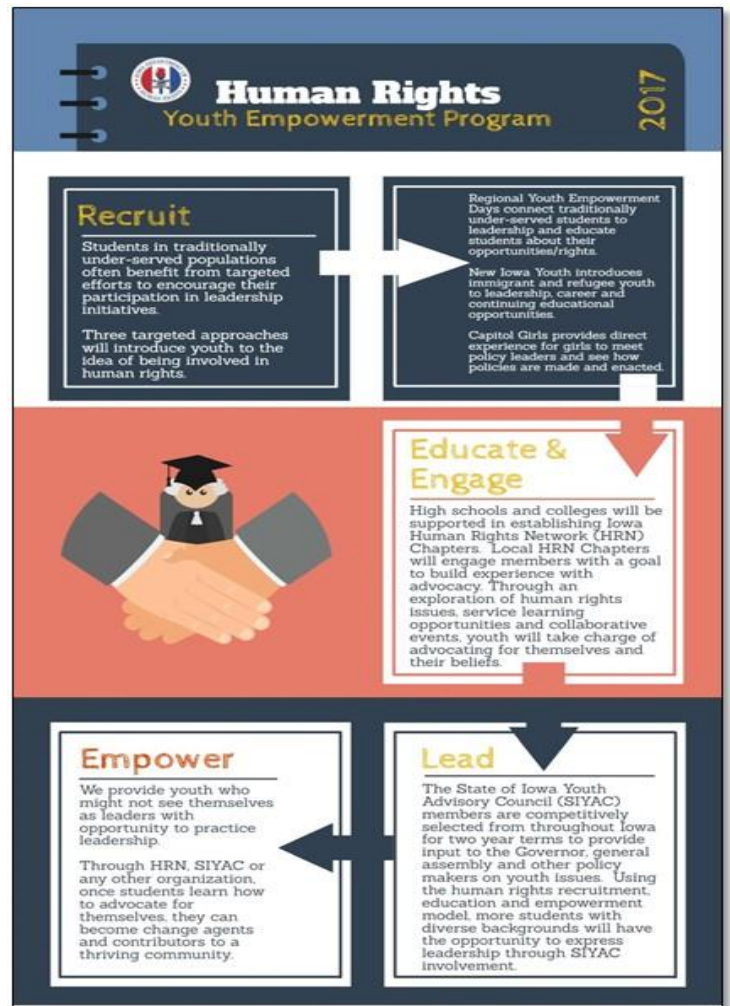 Human Rights
Youth Empowerment Program
2017
Recruit
Students in traditionally
under-served populations
often benefit from targeted
efforts to encourage their
participation in leadership
initiatives.
Three targeted approaches
will introduce youth to the
idea of being involved in
human rights.
Regional Youth Empowerment
Days connect traditionally
under-served students to
leadership and educate
students about their
opportunities/rights.
New Iowa Youth introduces
immigrant and refugee youth
to leadership, career and
continuing educational
opportunities.
Capitol Girls provides direct
experience for girls to meet
policy leaders and see how
policies are made and enacted.
Educate &
Engage
High schools and colleges will be
supported in establishing Iowa
Human Rights Network (HRN)
Chapters. Local HRN Chapters
will engage members with a goal
to build experience with
advocacy. Through an
exploration of human rights
issues, service learning
opportunities and collaborative
events, youth will take charge of
advocating for themselves and
their beliefs.
Lead
The State of Iowa Youth
Advisory Council (SIYAC)
members are competitively
selected from throughout Iowa
for two year terms to provide
input to the Governor, general
assembly and other policy
makers on youth issues. Using
the human rights recruitment,
education and empowerment
model, more students with
diverse backgrounds will have
the opportunity to express
leadership through SIYAC
involvement.
Empower
We provide youth who
might not see themselves
as leaders with
opportunity to practice
leadership.
Through HRN, SIYAC or
any other organization,
once students learn how
to advocate for
themselves, they can
become change agents
and contributors to a
thriving community.